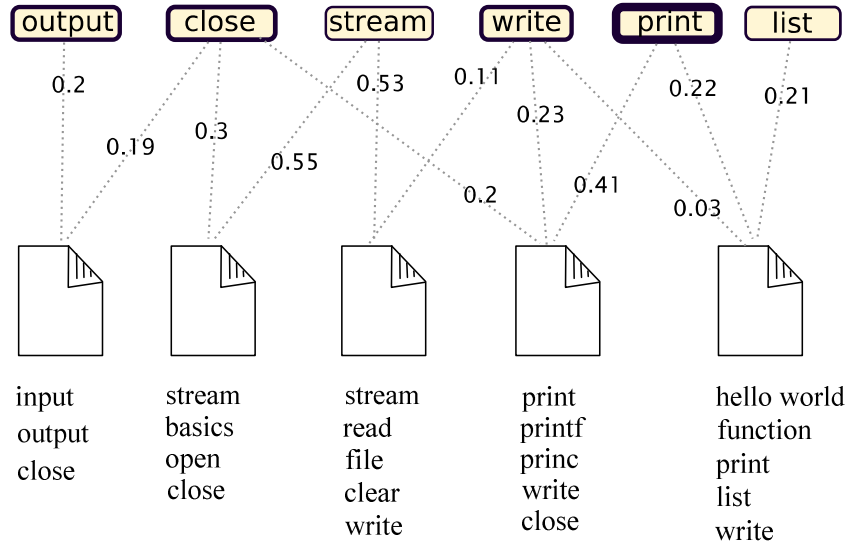 output close stream write print list
0.2 0.53 0.11 0.22 0.21
0.19 0.3 0.23
0.55 0.2 0.41 0.03
input
output
close
stream
basics
open
close
stream
read
file
clear
write
print
printf
princ
write
close
hello world
function
print
list
write